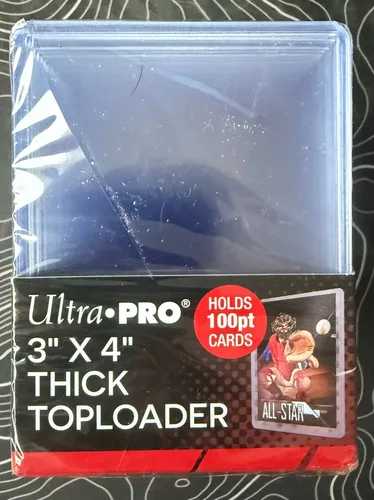 Ultra•PRO®
HOLDS
100pt
CARDS
3" X 4"
THICK
TOPLOADER
ALL-STAR